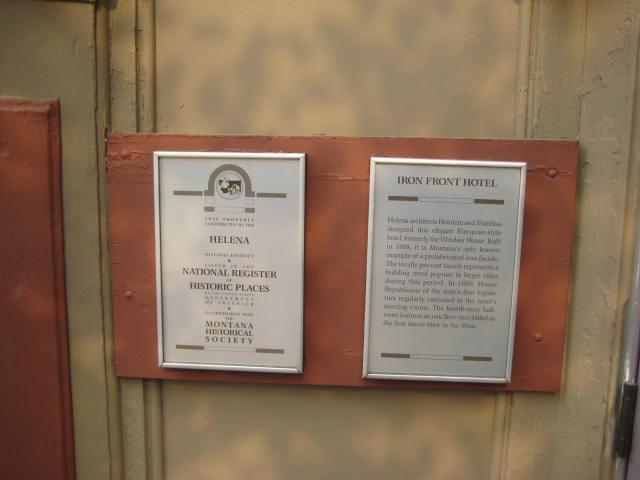 THIS PROPERTY
CONTRIBUTES TO THE
HELENA
HISTORIC DISTRICT
LISTED IN THE
NATIONAL REGISTER
OF
HISTORIC PLACES
BY THE UNITED STATES
DEPARTMENT
OF INTERIOR
IN COOPERATION WITH
THE
MONTANA
HISTORICAL
SOCIETY
IRON FRONT HOTEL
Helena architects Heinlein and Matthias
designed this elegant European-style
hotel, formerly the Windsor House. Built
in 1888, it is Montana's only known
example of a prefabricated iron facade.
The locally pre-cast facade represents a
building trend popular in larger cities
during this period. In 1889, House
Republicans of the state's first legisla-
ture regularly caucused in the hotel's
meeting rooms. The fourth-story ball-
room features an oak floor once billed as
the best dance floor in the West.